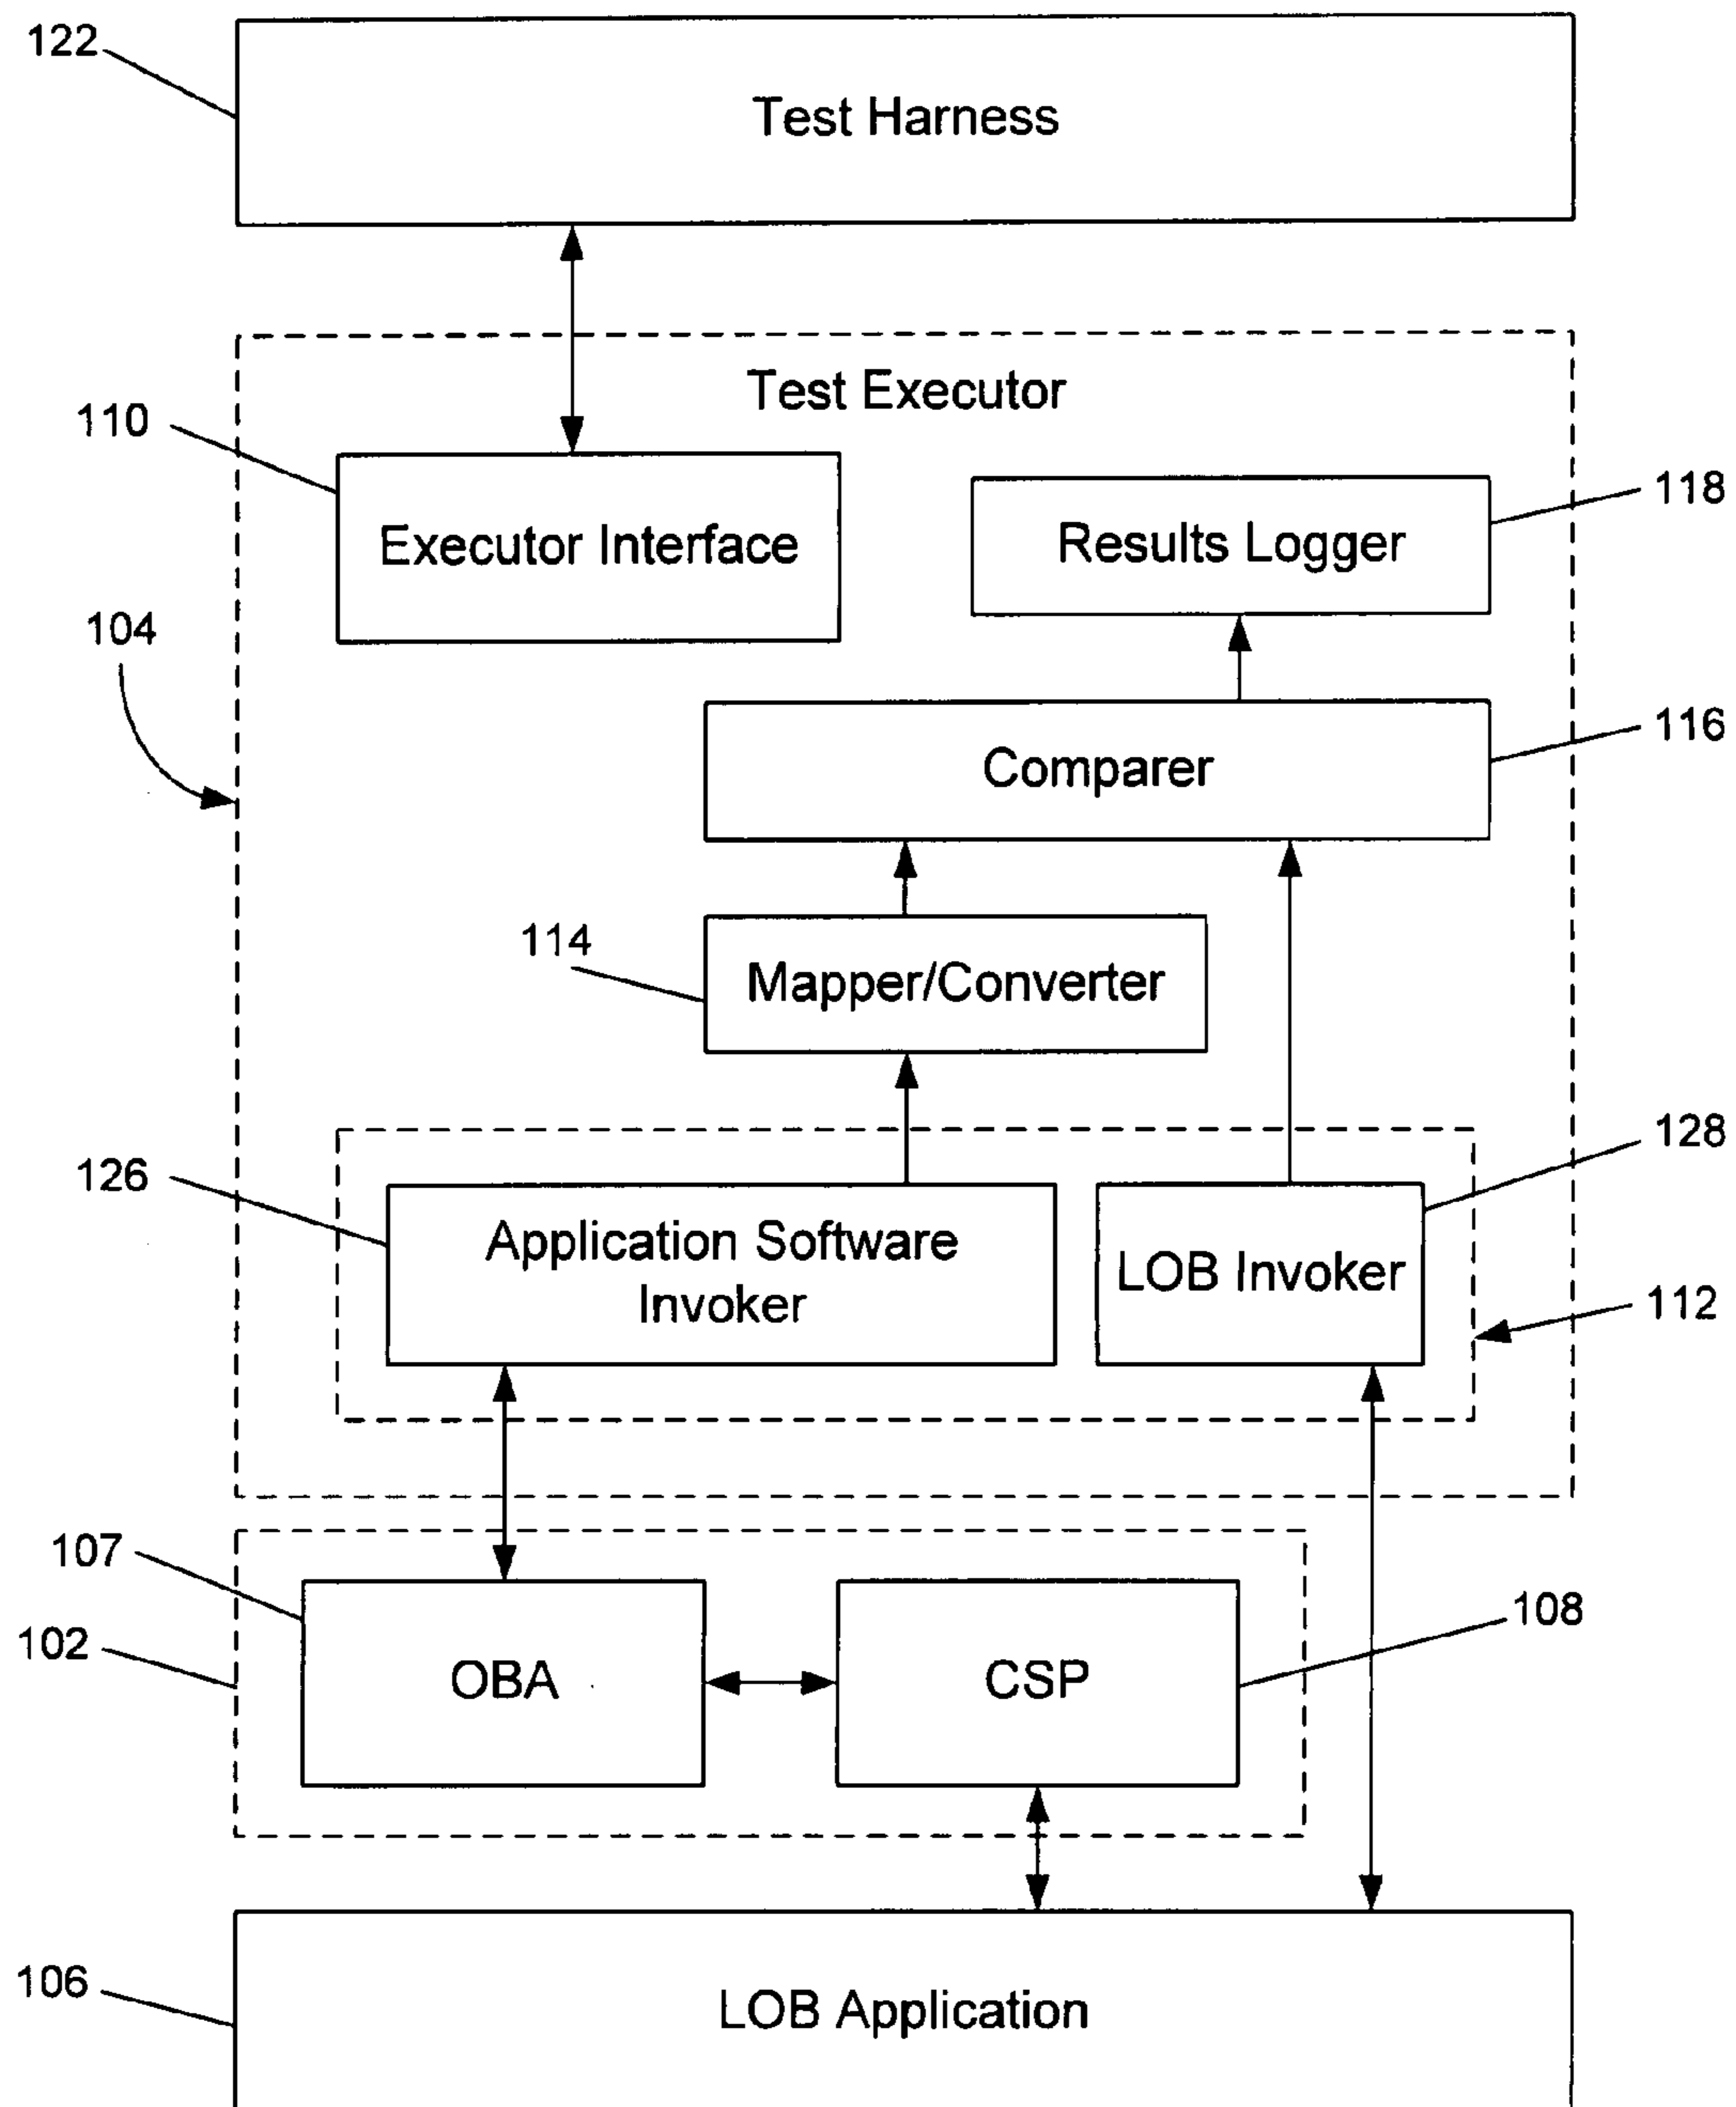 122
Test Harness
Test Executor
110
Executor Interface
118
Results Logger
104
116
Comparer
114
Mapper/Converter
128
126
Application Software
Invoker
LOB Invoker
112
107
108
102
OBA
CSP
106
LOB Application